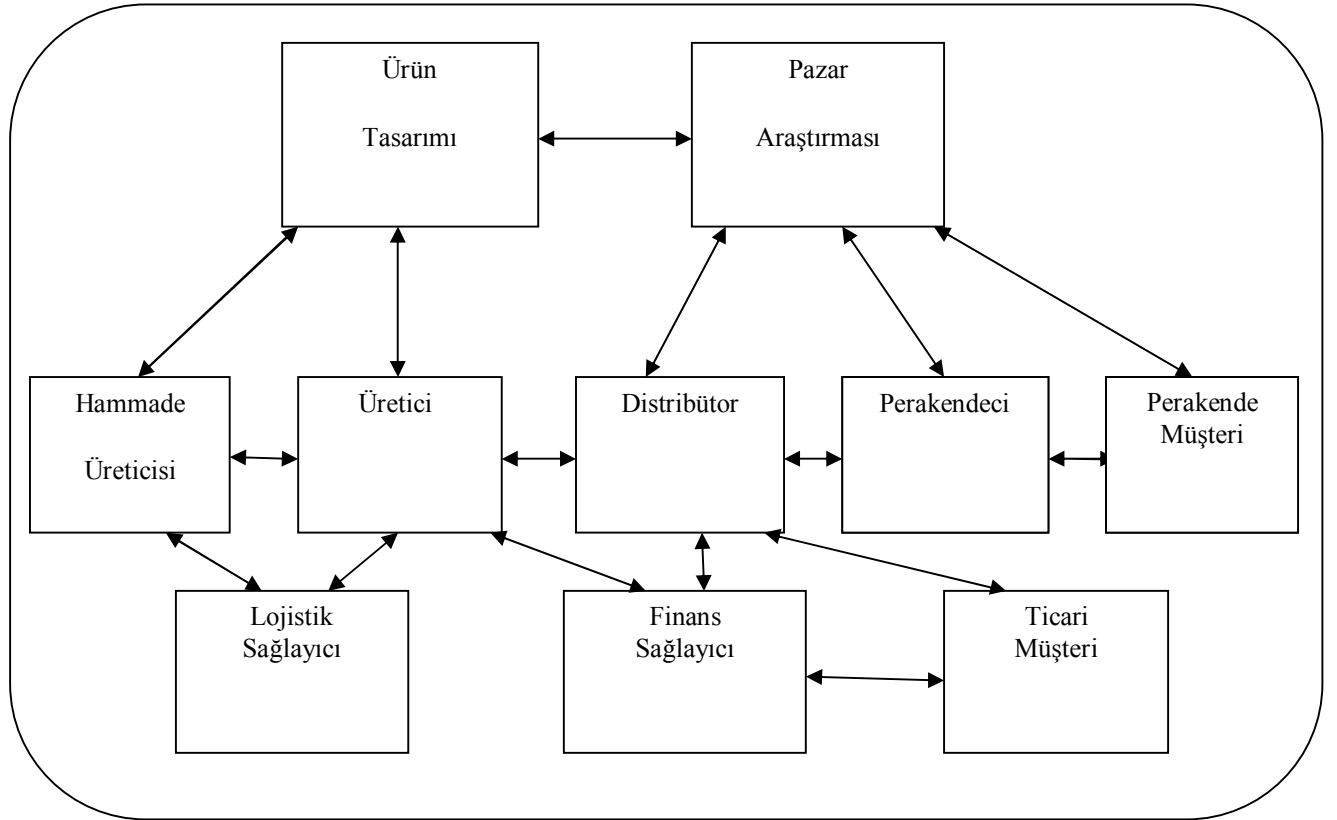 Ürün
Tasarımı
Pazar
Araştırması
Hammade
Üreticisi
Üretici
Distribütor
Perakendeci
Perakende
Müşteri
Lojistik
Sağlayıcı
Finans
Sağlayıcı
Ticari
Müşteri